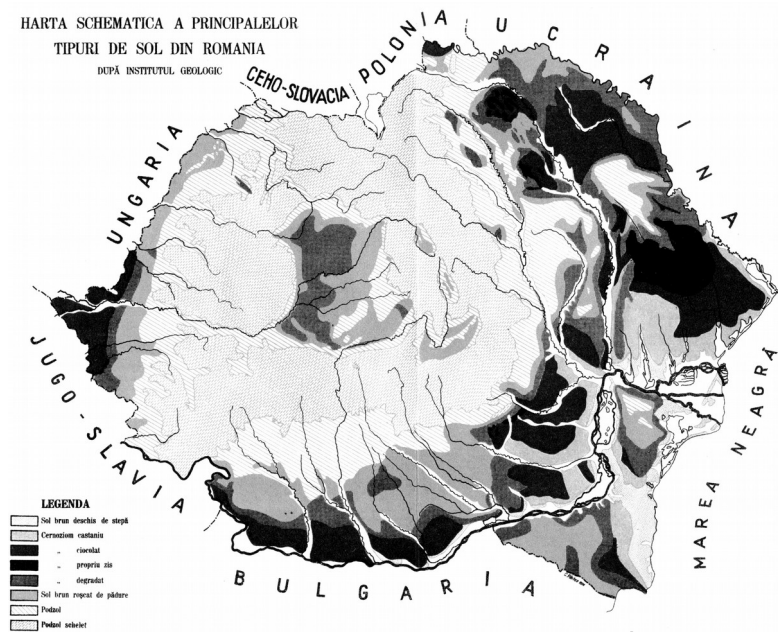 HARTA SCHEMATICA A PRINCIPALELOR
TIPURI DE SOL DIN ROMANIA
DUPĂ INSTITUTUL GEOLOGIC
CEHO-SLOVACIA
POLONIA
UCRAINA
UNGARIA
JUGO-SLAVIA
BULGARIA
MAREA NEAGRĂ
LEGENDA
Sol brun deschis de stepă
Cernoziom castaniu
„ ciocolat
„ propriu zis
„ degradat
Sol brun roșcat de pădure
Podzol
Podzol schelet